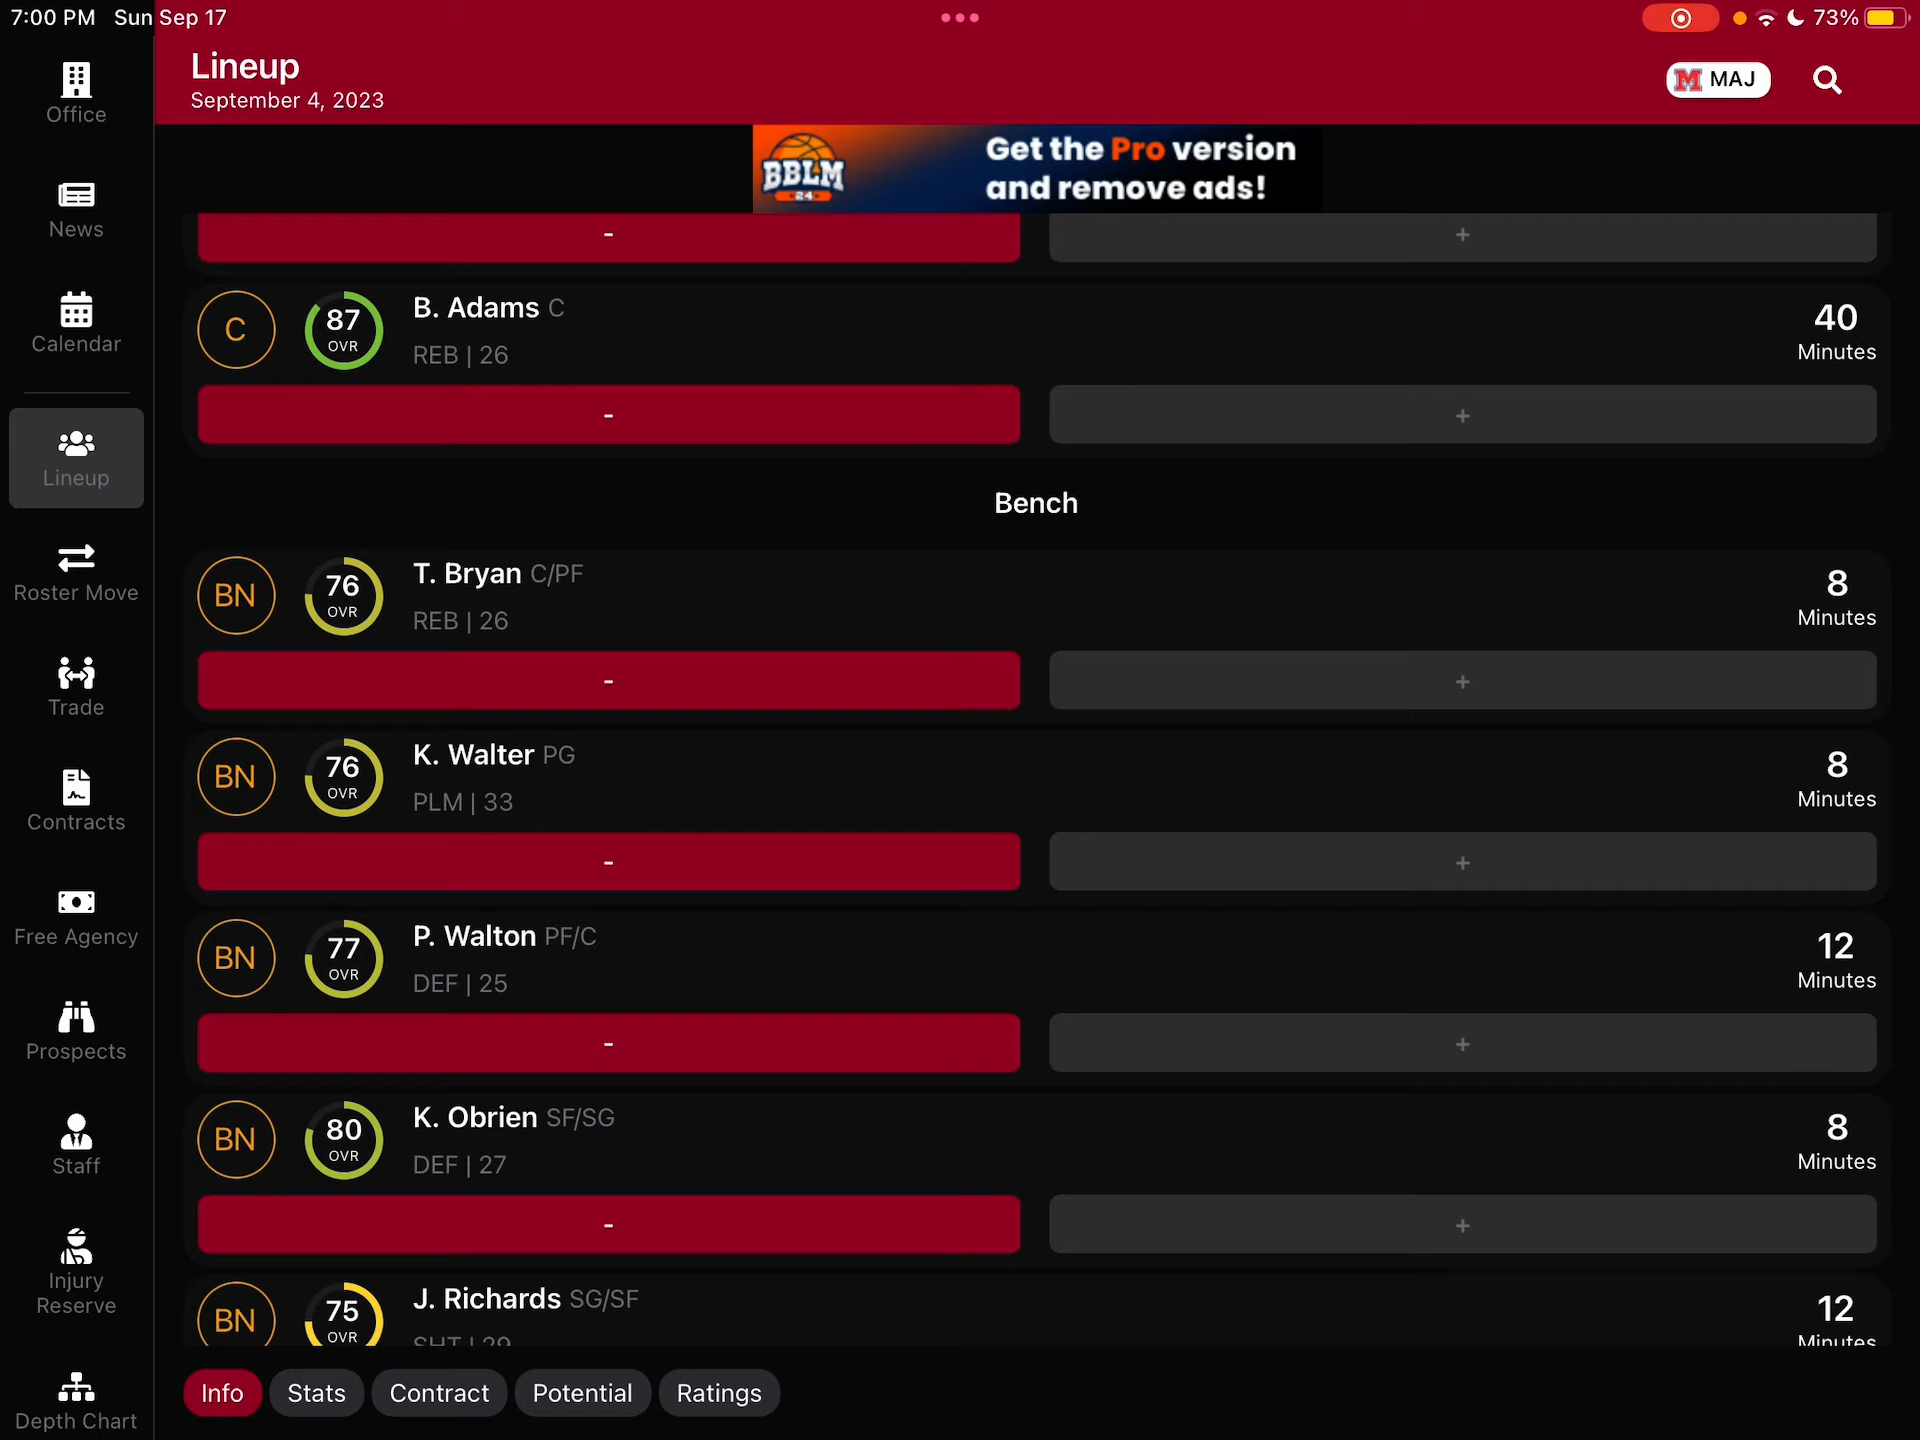 7:00 PM Sun Sep 17
73%
Lineup
September 4, 2023
M MAJ
BBLM
24
Get the Pro version
and remove ads!
Office
News
Calendar
Lineup
Roster Move
Trade
Contracts
Free Agency
Prospects
Staff
Injury
Reserve
Depth Chart
- +
C 87 OVR B. Adams C 40
REB | 26 Minutes
- +
Bench
BN 76 OVR T. Bryan C/PF 8
REB | 26 Minutes
- +
BN 76 OVR K. Walter PG 8
PLM | 33 Minutes
- +
BN 77 OVR P. Walton PF/C 12
DEF | 25 Minutes
- +
BN 80 OVR K. Obrien SF/SG 8
DEF | 27 Minutes
- +
BN 75 OVR J. Richards SG/SF 12
SHT | 29 Minutes
Info Stats Contract Potential Ratings